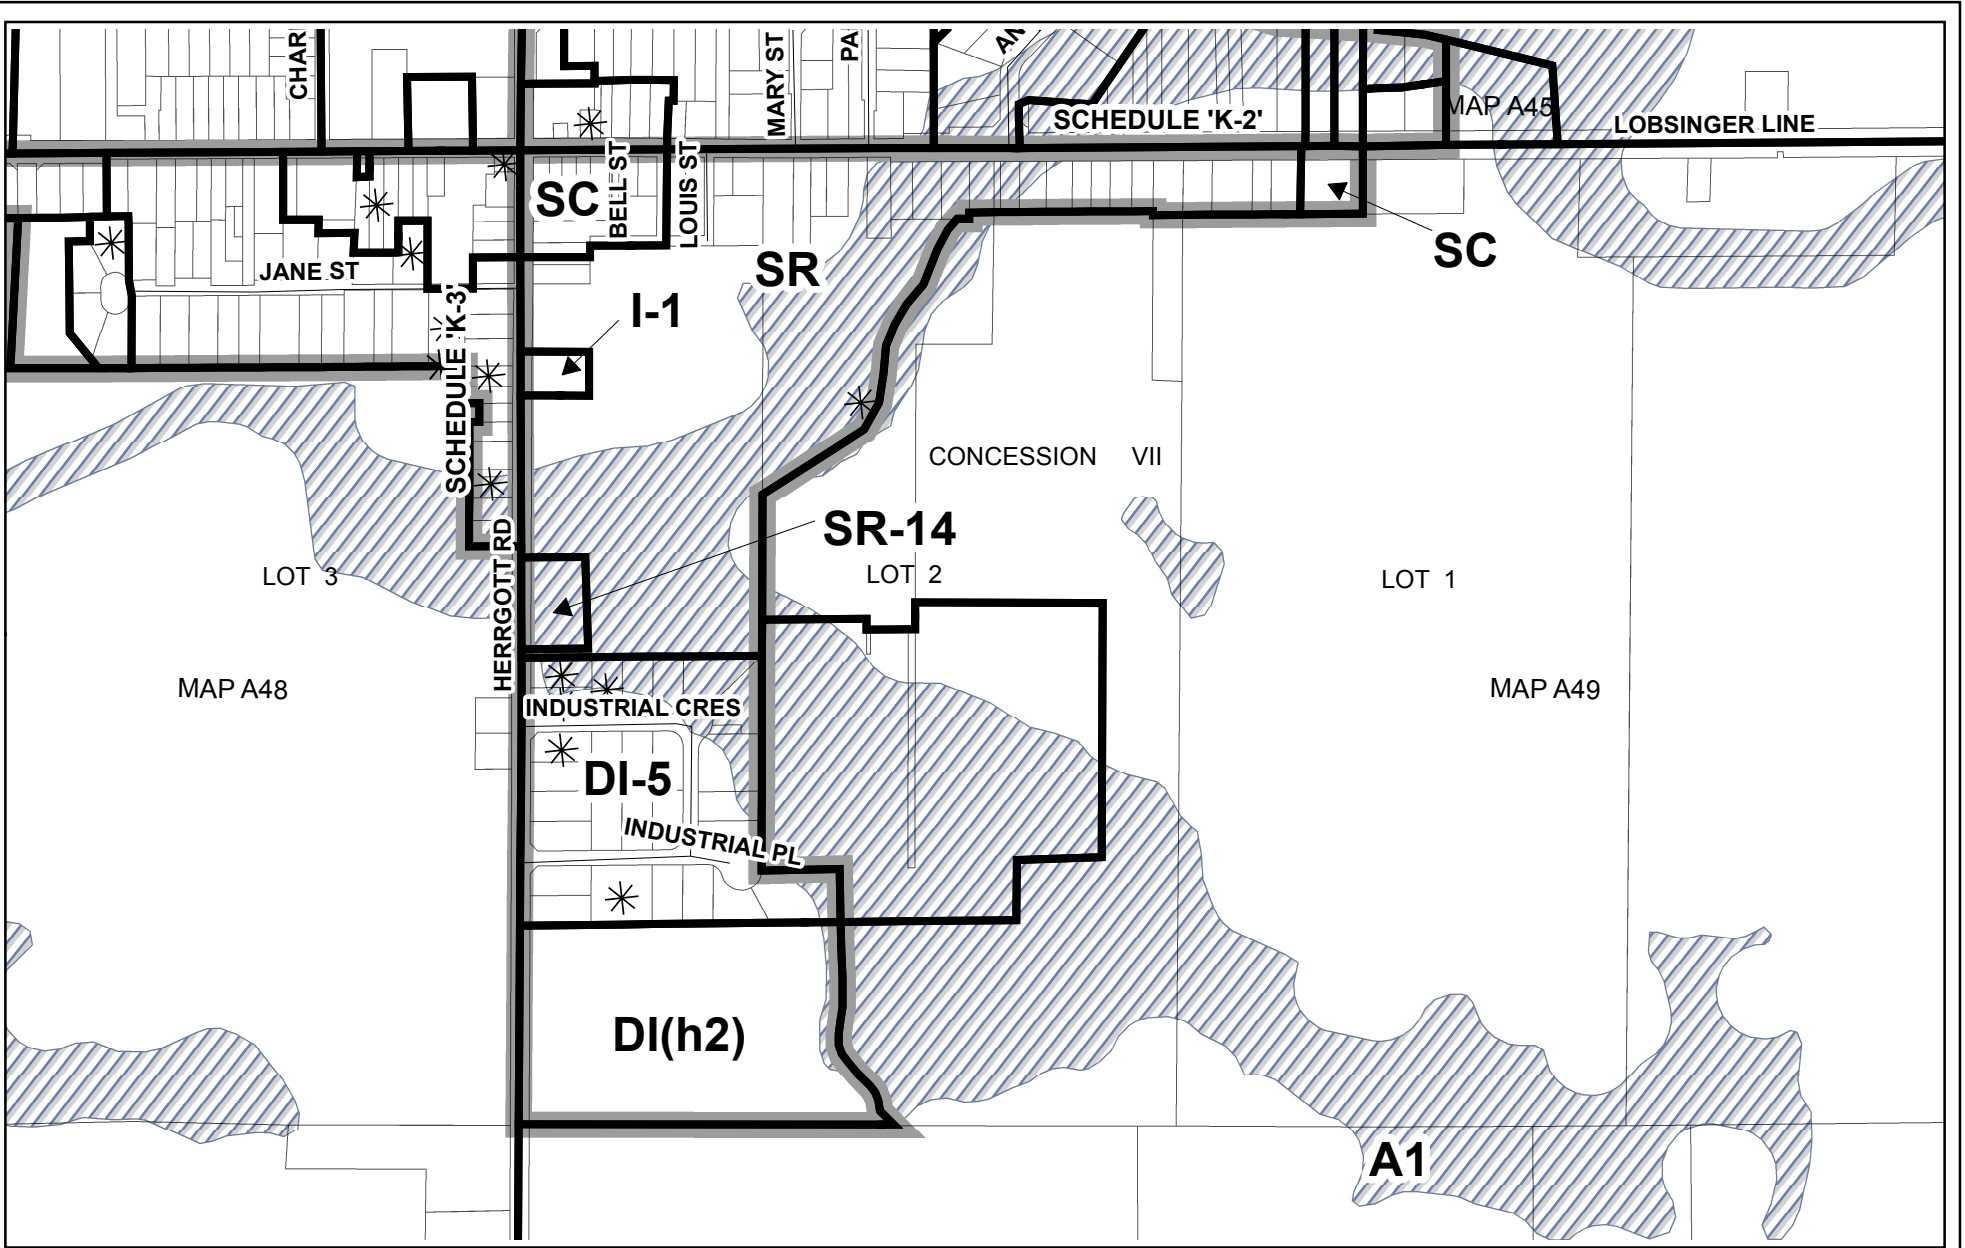 CHAR
MARY ST
PA
AN
SCHEDULE 'K-2'
MAP A45
LOBSINGER LINE
SC
BELL ST
LOUIS ST
SC
JANE ST
SR
I-1
SCHEDULE 'K-3'
CONCESSION VII
SR-14
HERRGOTT RD
LOT 3
LOT 2
LOT 1
MAP A48
MAP A49
INDUSTRIAL CRES
DI-5
INDUSTRIAL PL
DI(h2)
A1